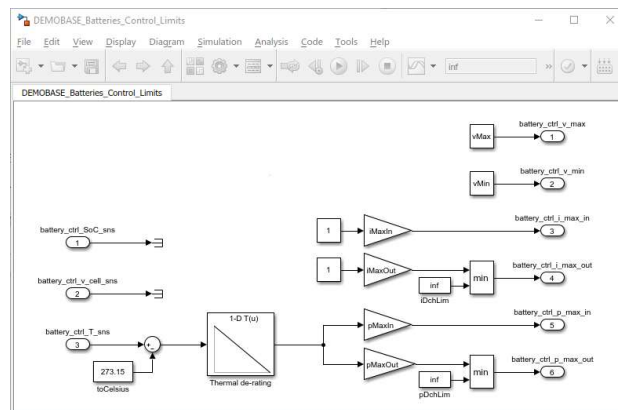 DEMOBASE_Batteries_Control_Limits
File Edit View Display Diagram Simulation Analysis Code Tools Help
inf
DEMOBASE_Batteries_Control_Limits
battery_ctrl_v_max
vMax
1
battery_ctrl_v_min
vMin
2
battery_ctrl_SoC_sns
1
battery_ctrl_i_max_in
1
iMaxIn
3
battery_ctrl_v_cell_sns
2
battery_ctrl_i_max_out
1
iMaxOut
min
4
inf
iDchLim
1-D T(u)
battery_ctrl_T_sns
3
+
-
273.15
toCelsius
Thermal de-rating
battery_ctrl_p_max_in
pMaxIn
5
battery_ctrl_p_max_out
pMaxOut
min
6
inf
pDchLim